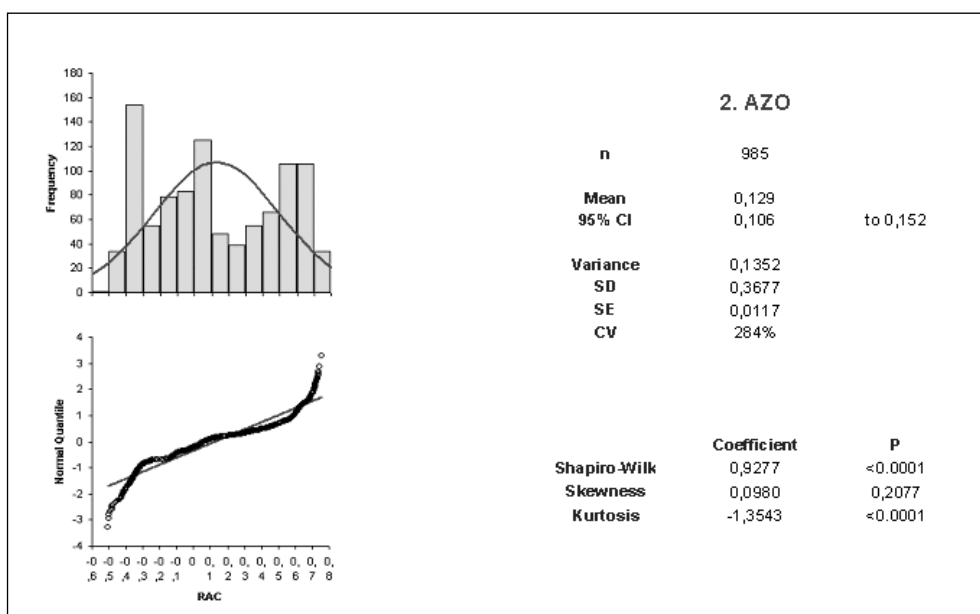 180
160
140
120
100
80
60
40
20
0
Frequency
4
3
2
1
0
-1
-2
-3
-4
Normal Quantile
-0 -0 -0 -0 -0 -0 0 0, 0, 0, 0, 0, 0, 0, 0,
,6 ,5 ,4 ,3 ,2 ,1 1 2 3 4 5 6 7 8
RAC
2. AZO
n 985
Mean 0,129
95% CI 0,106 to 0,152
Variance 0,1352
SD 0,3677
SE 0,0117
CV 284%
Coefficient P
Shapiro-Wilk 0,9277 <0.0001
Skewness 0,0980 0,2077
Kurtosis -1,3543 <0.0001